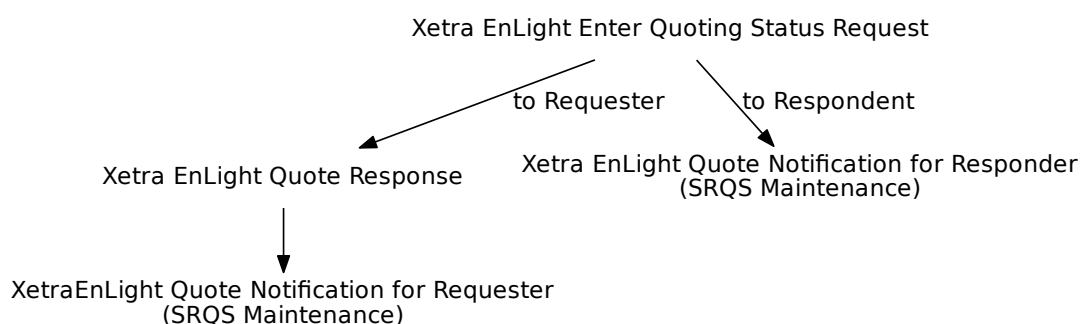 Xetra EnLight Enter Quoting Status Request
to Requester
to Respondent
Xetra EnLight Quote Response
Xetra EnLight Quote Notification for Responder
(SRQS Maintenance)
XetraEnLight Quote Notification for Requester
(SRQS Maintenance)